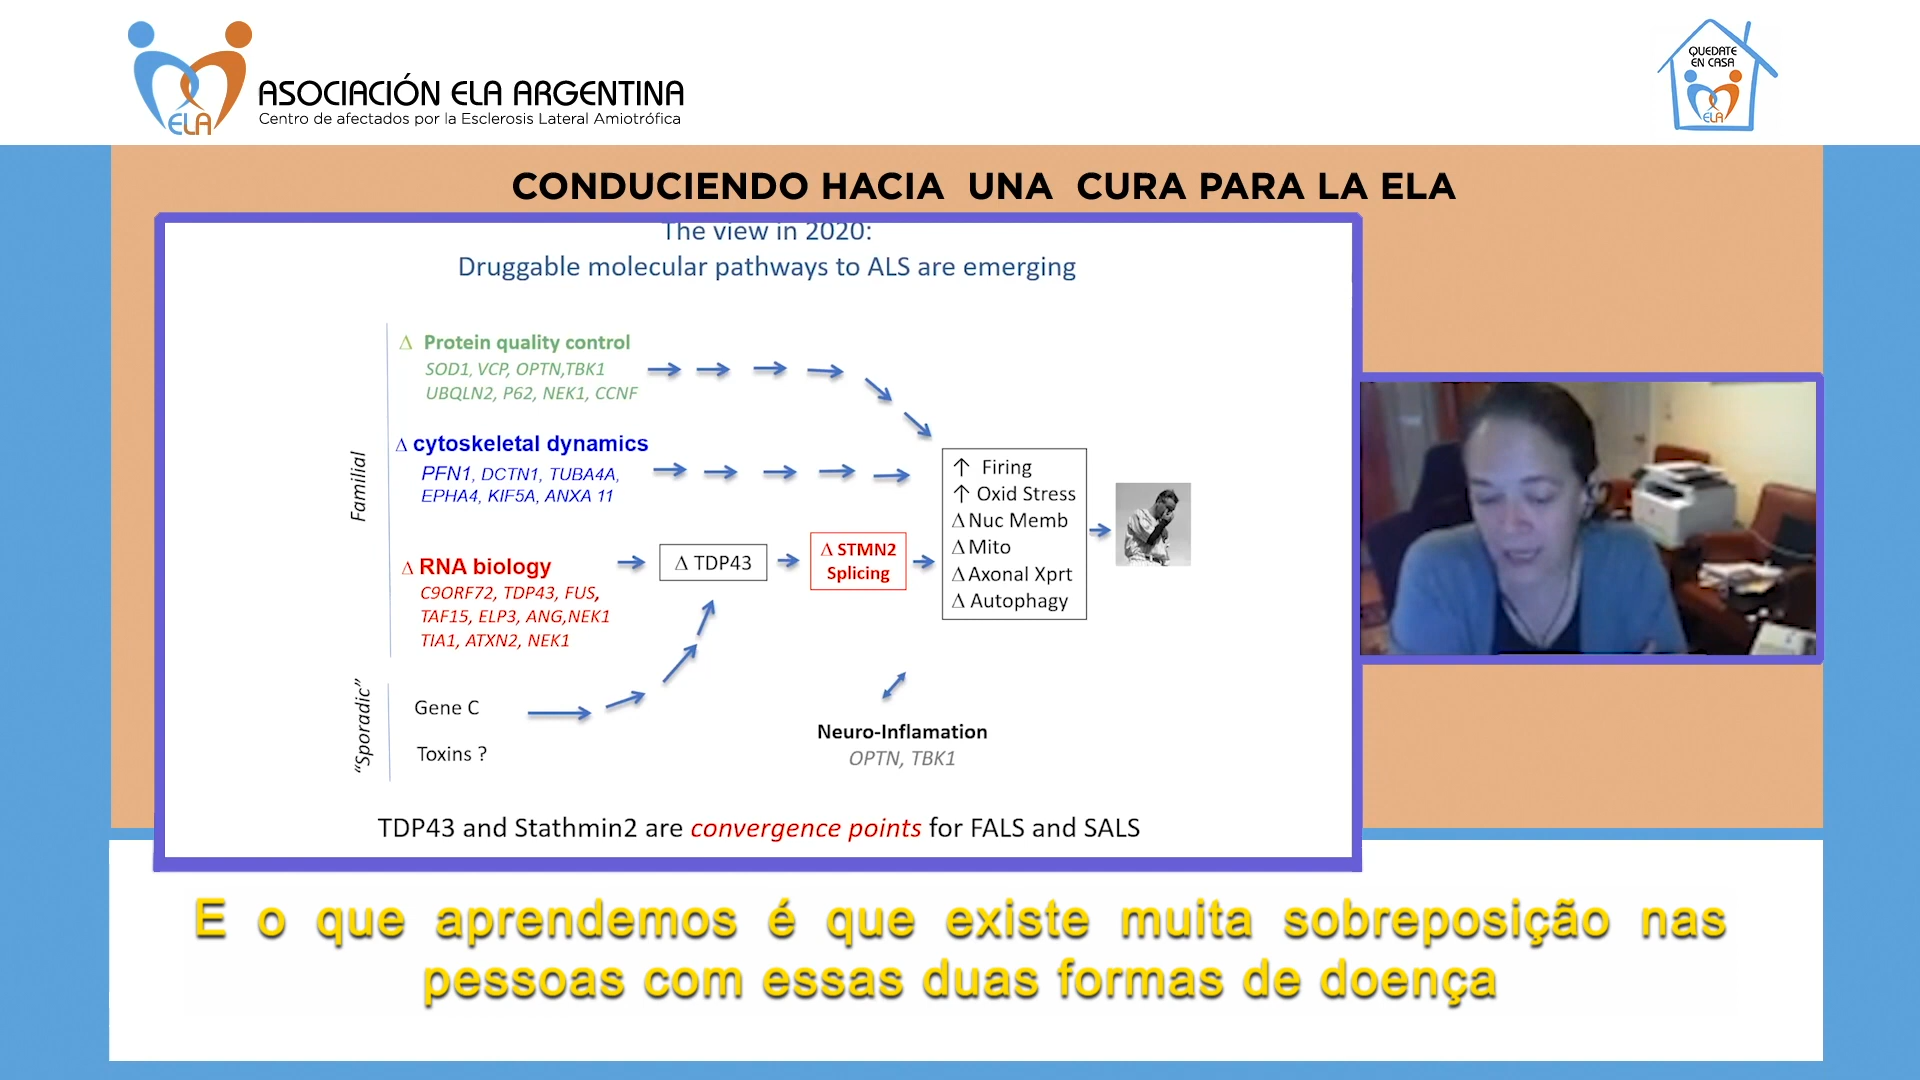 ELA
ASOCIACIÓN ELA ARGENTINA
Centro de afectados por la Esclerosis Lateral Amiotrófica
QUEDATE
EN CASA
ELA
CONDUCIENDO HACIA UNA CURA PARA LA ELA
The view in 2020:
Druggable molecular pathways to ALS are emerging
Familial
Δ Protein quality control
SOD1, VCP, OPTN,TBK1
UBQLN2, P62, NEK1, CCNF
Δ cytoskeletal dynamics
PFN1, DCTN1, TUBA4A,
EPHA4, KIF5A, ANXA 11
Δ RNA biology
C9ORF72, TDP43, FUS,
TAF15, ELP3, ANG,NEK1
TIA1, ATXN2, NEK1
Δ TDP43
Δ STMN2
Splicing
↑ Firing
↑ Oxid Stress
Δ Nuc Memb
Δ Mito
Δ Axonal Xprt
Δ Autophagy
"Sporadic"
Gene C
Toxins ?
Neuro-Inflamation
OPTN, TBK1
TDP43 and Stathmin2 are convergence points for FALS and SALS
E o que aprendemos é que existe muita sobreposição nas
pessoas com essas duas formas de doença